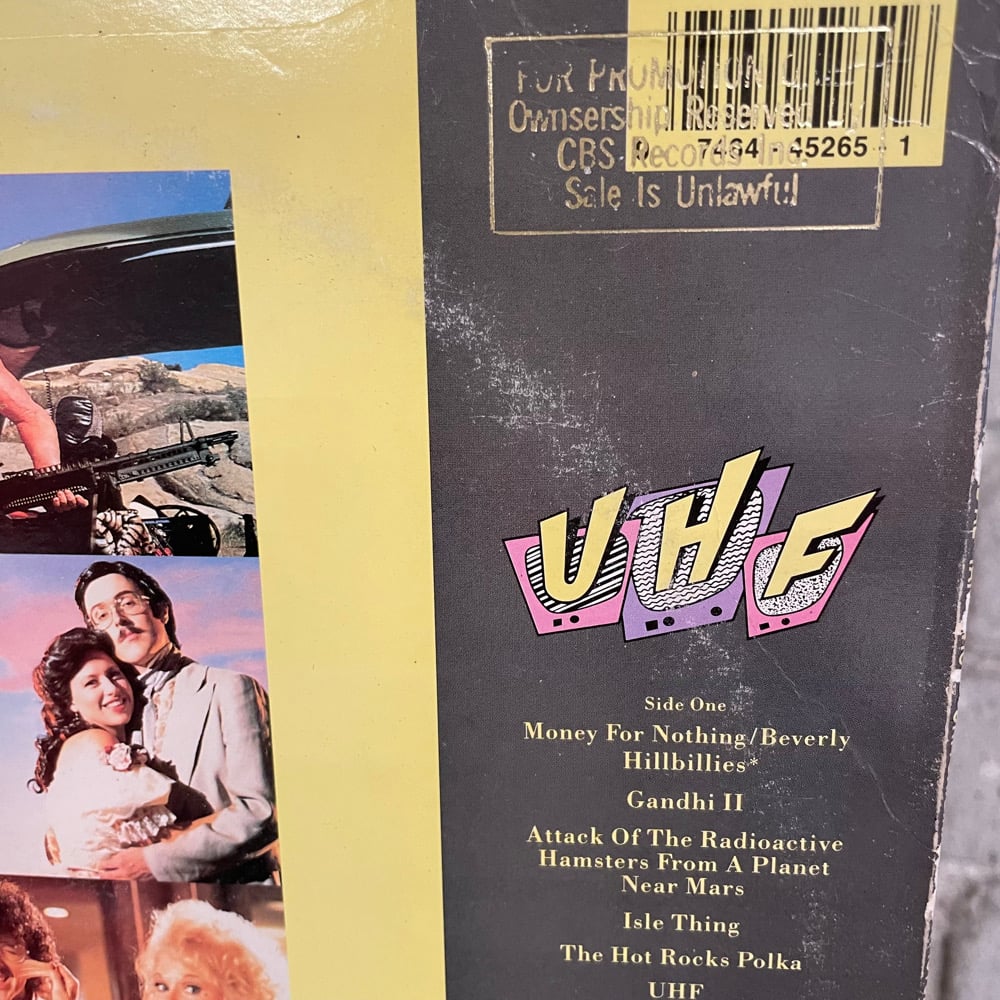 FOR PROMOTION
Ownsership Reserved
CBS Records Inc.
Sale Is Unlawful
7464-45265-1
UHF
Side One
Money For Nothing/Beverly
Hillbillies*
Gandhi II
Attack Of The Radioactive
Hamsters From A Planet
Near Mars
Isle Thing
The Hot Rocks Polka
UHF